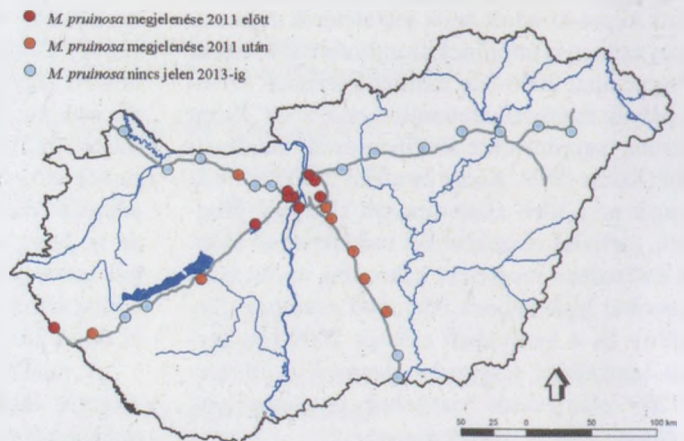 M. pruinosa megjelenése 2011 előtt
M. pruinosa megjelenése 2011 után
M. pruinosa nincs jelen 2013-ig
50 25 0 50 100 km